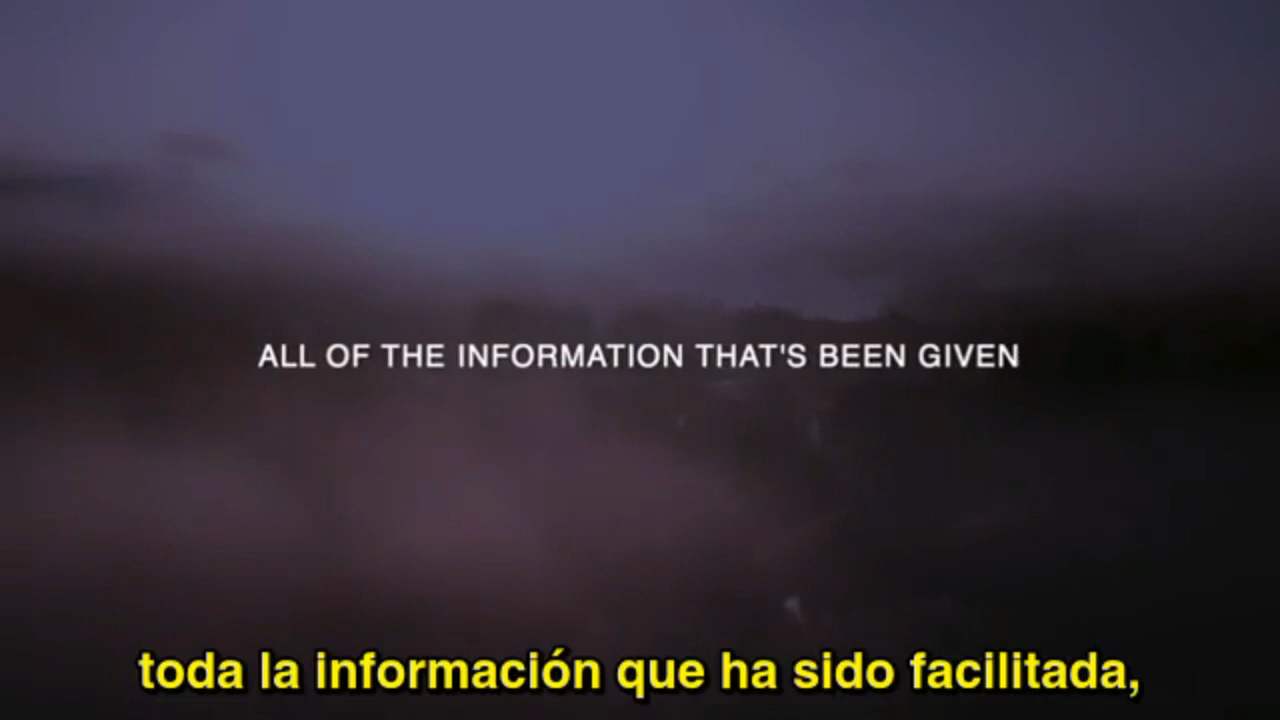 ALL OF THE INFORMATION THAT'S BEEN GIVEN
toda la información que ha sido facilitada,